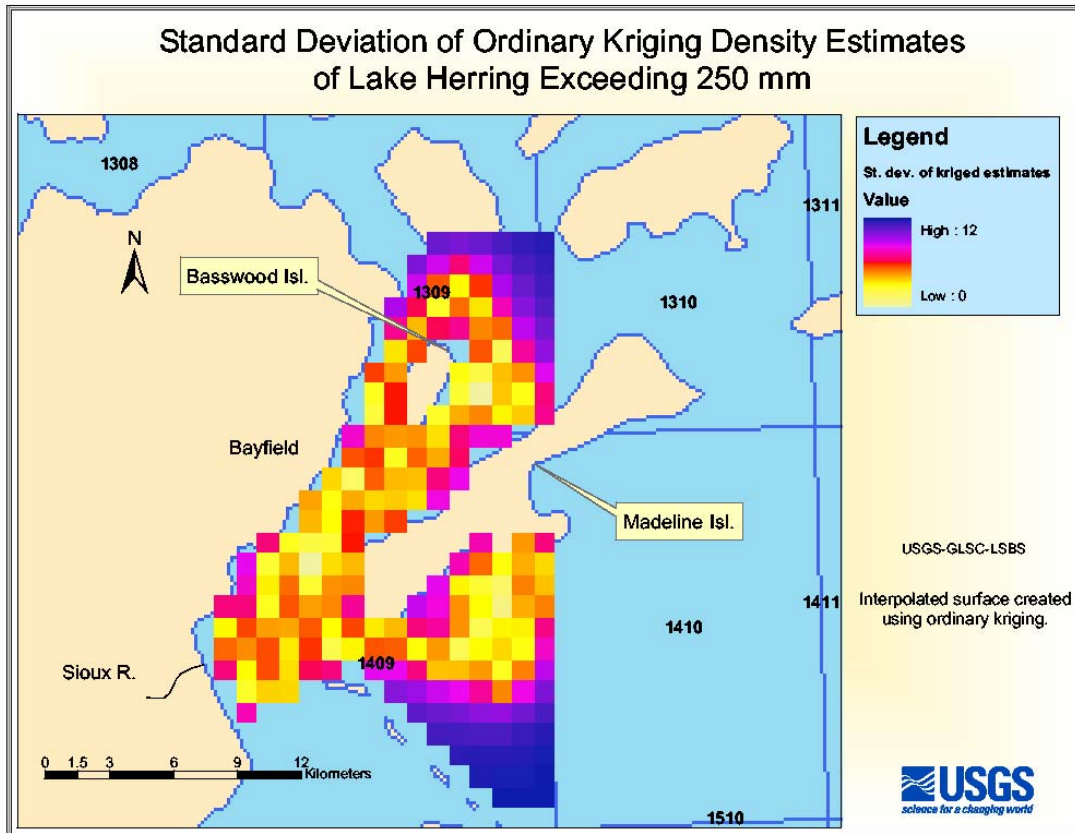 Standard Deviation of Ordinary Kriging Density Estimates
of Lake Herring Exceeding 250 mm
1308
N
Basswood Isl.
1309
1310
1311
Bayfield
Madeline Isl.
1409
1410
1411
Sioux R.
0 1.5 3 6 9 12
Kilometers
1510
Legend
St. dev. of kriged estimates
Value
High : 12
Low : 0
USGS-GLSC-LSBS
Interpolated surface created
using ordinary kriging.
USGS
science for a changing world